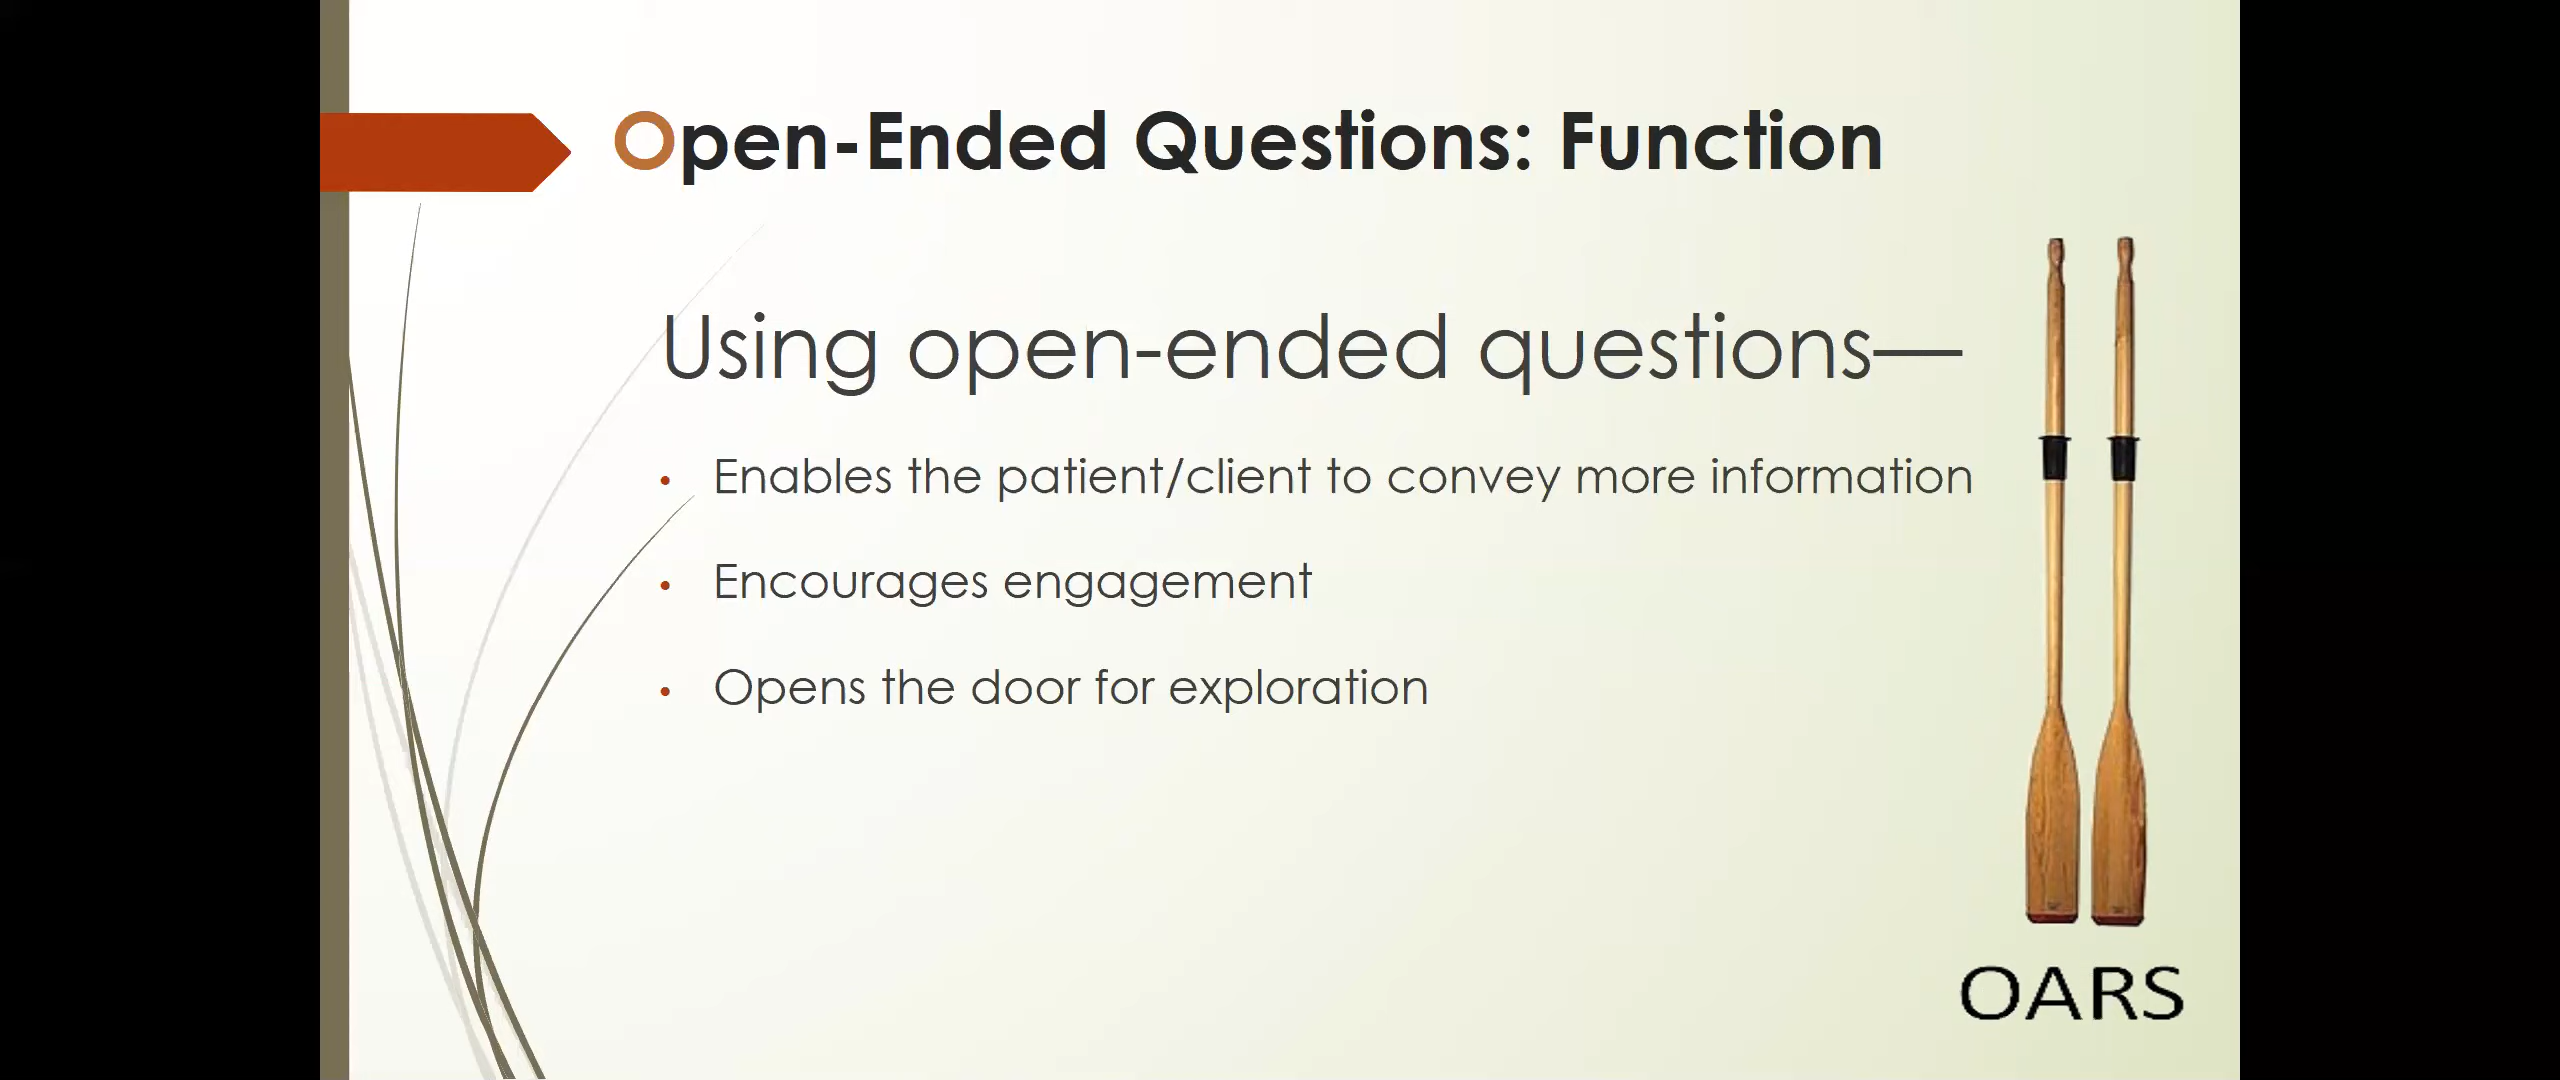 Open-Ended Questions: Function
Using open-ended questions—
• Enables the patient/client to convey more information
• Encourages engagement
• Opens the door for exploration
OARS